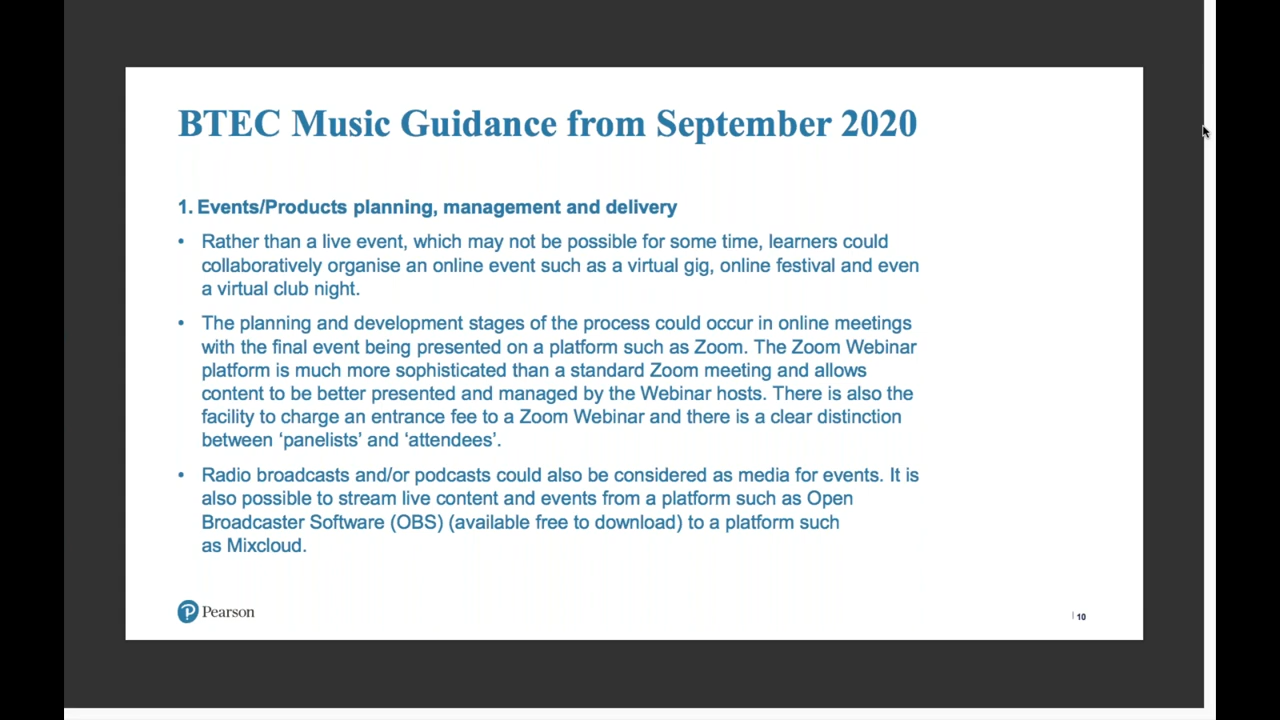 BTEC Music Guidance from September 2020
1. Events/Products planning, management and delivery
• Rather than a live event, which may not be possible for some time, learners could
collaboratively organise an online event such as a virtual gig, online festival and even
a virtual club night.
• The planning and development stages of the process could occur in online meetings
with the final event being presented on a platform such as Zoom. The Zoom Webinar
platform is much more sophisticated than a standard Zoom meeting and allows
content to be better presented and managed by the Webinar hosts. There is also the
facility to charge an entrance fee to a Zoom Webinar and there is a clear distinction
between ‘panelists’ and ‘attendees’.
• Radio broadcasts and/or podcasts could also be considered as media for events. It is
also possible to stream live content and events from a platform such as Open
Broadcaster Software (OBS) (available free to download) to a platform such
as Mixcloud.
Pearson
10